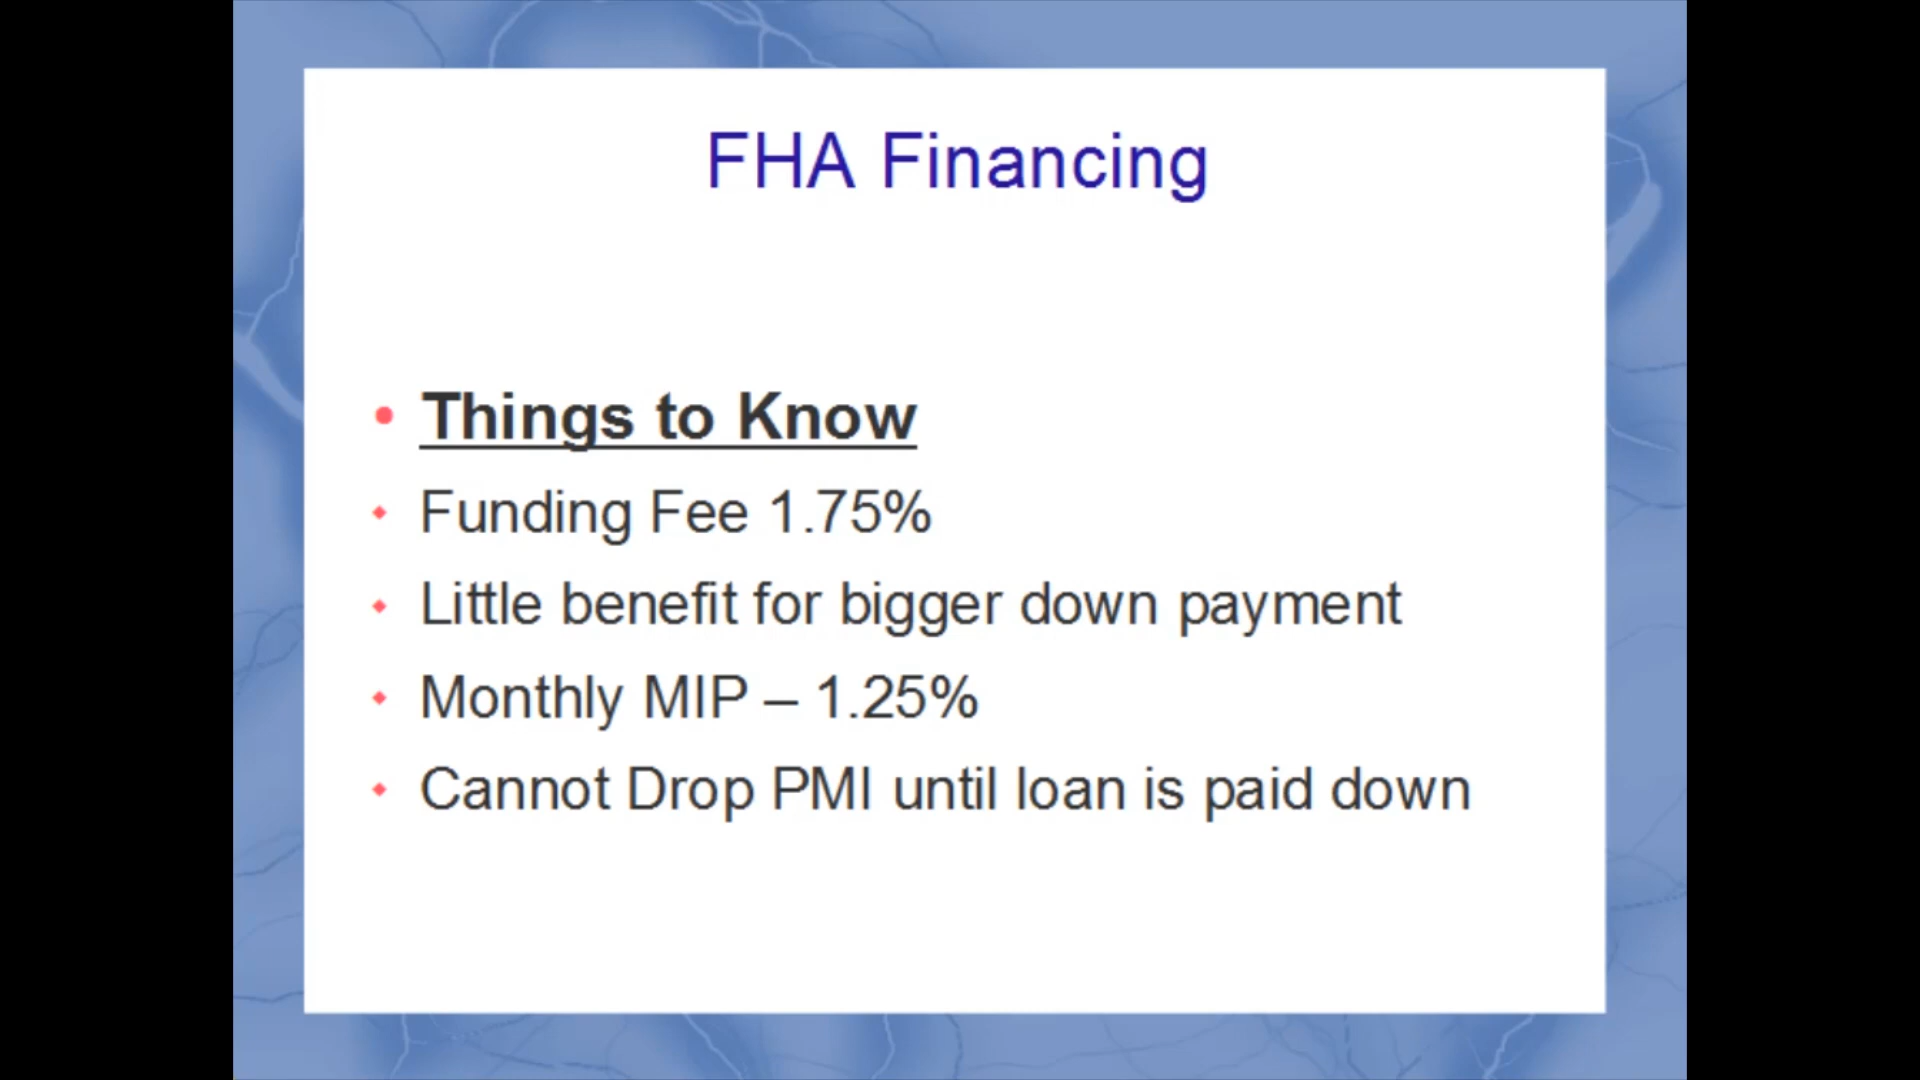 FHA Financing
Things to Know
Funding Fee 1.75%
Little benefit for bigger down payment
Monthly MIP – 1.25%
Cannot Drop PMI until loan is paid down